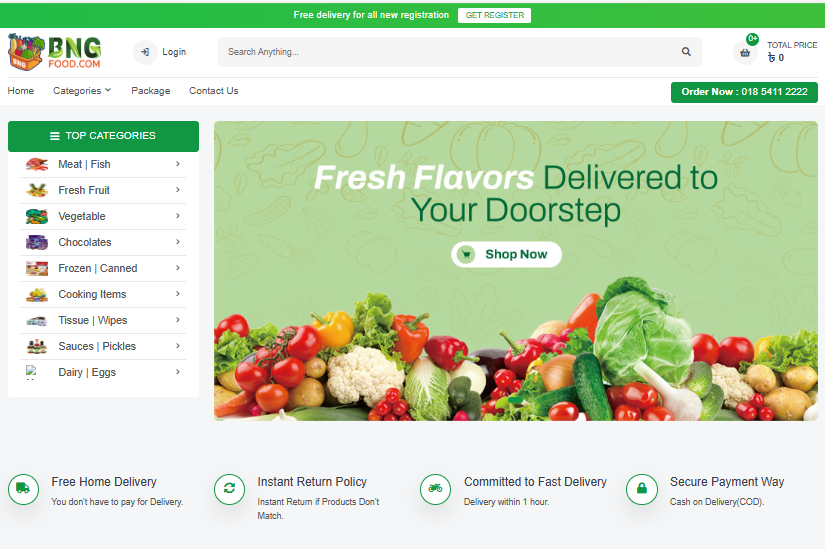 Free delivery for all new registration GET REGISTER
BNG
FOOD.COM
BNG
Login
Search Anything...
0+
TOTAL PRICE
৳ 0
Home Categories Package Contact Us
Order Now : 018 5411 2222
TOP CATEGORIES
Meat | Fish
Fresh Fruit
Vegetable
Chocolates
Frozen | Canned
Cooking Items
Tissue | Wipes
Sauces | Pickles
Dairy | Eggs
Fresh Flavors Delivered to
Your Doorstep
Shop Now
Free Home Delivery
You don't have to pay for Delivery.
Instant Return Policy
Instant Return if Products Don't
Match.
Committed to Fast Delivery
Delivery within 1 hour.
Secure Payment Way
Cash on Delivery(COD).